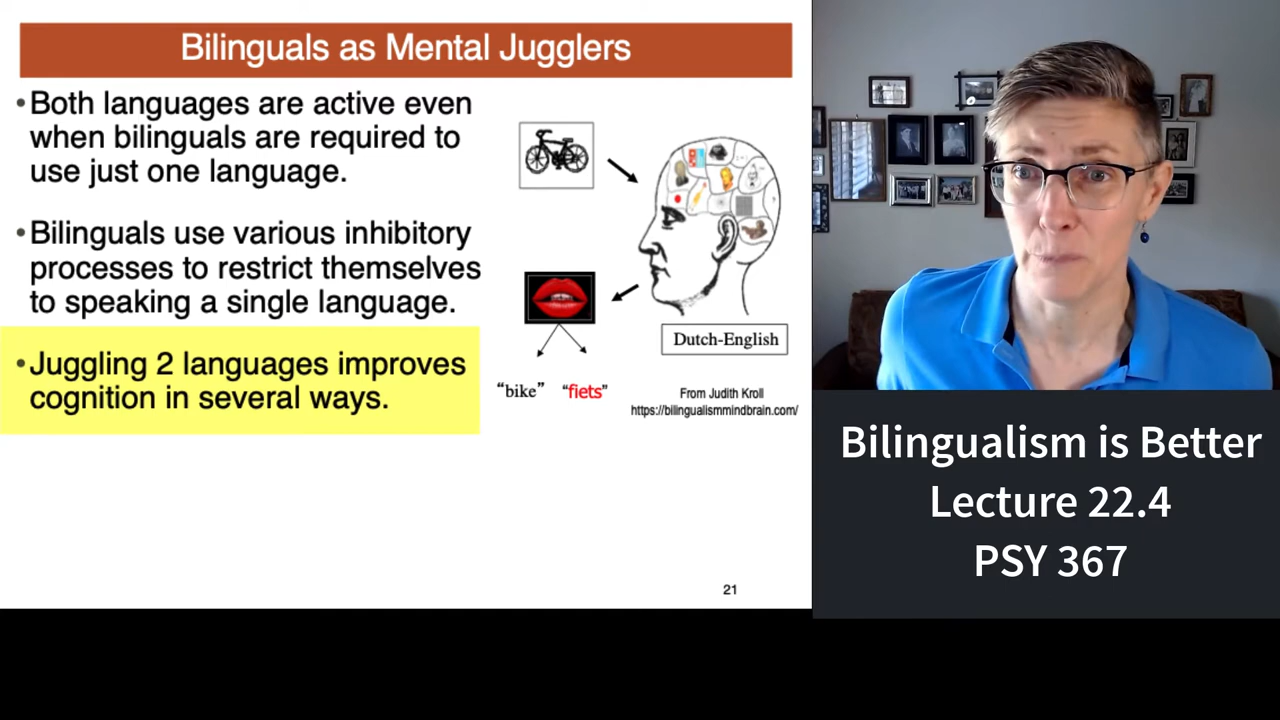 Bilinguals as Mental Jugglers
•Both languages are active even
when bilinguals are required to
use just one language.
•Bilinguals use various inhibitory
processes to restrict themselves
to speaking a single language.
•Juggling 2 languages improves
cognition in several ways.
Dutch-English
“bike” “fiets”
From Judith Kroll
https://bilingualismmindbrain.com/
21
Bilingualism is Better
Lecture 22.4
PSY 367